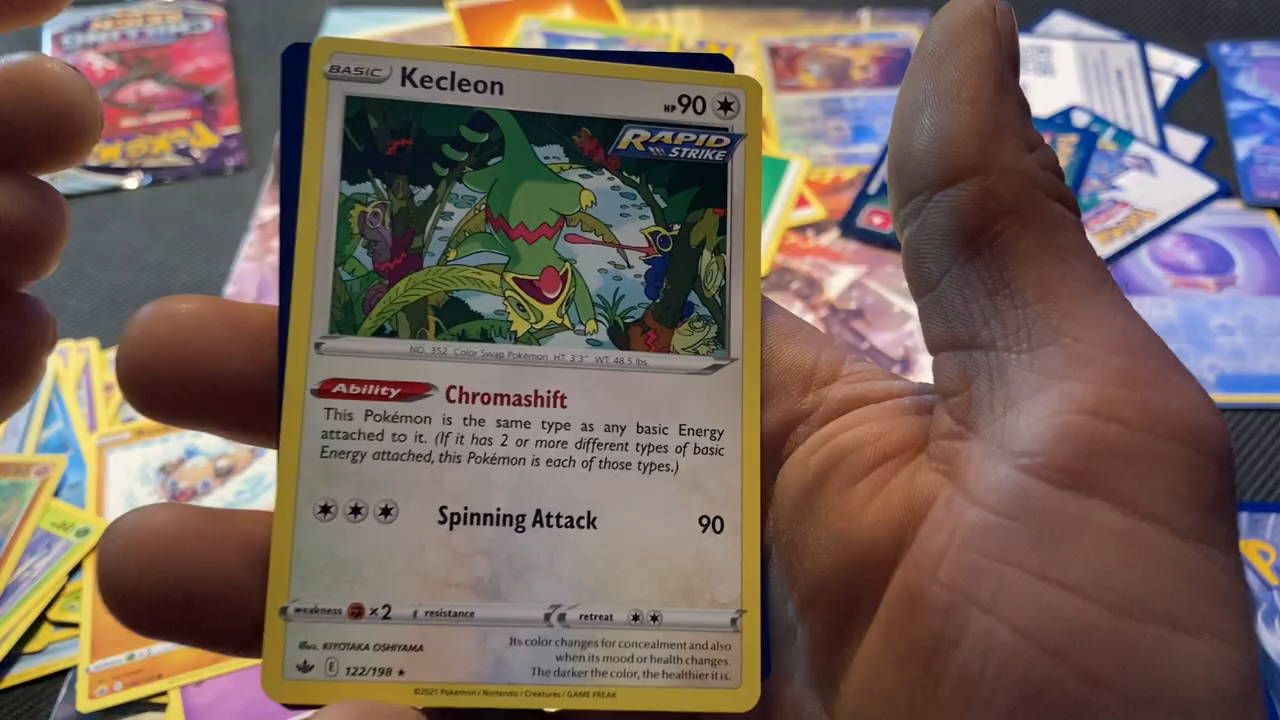 BASIC
Kecleon
HP 90
RAPID
STRIKE
NO. 352 Color Swap Pokémon HT: 3'3" WT: 48.5 lbs.
Ability Chromashift
This Pokémon is the same type as any basic Energy
attached to it. (If it has 2 or more different types of basic
Energy attached, this Pokémon is each of those types.)
Spinning Attack 90
weakness ×2 resistance retreat
Illus. KIYOTAKA OSHIYAMA
E 122/198
Its color changes for concealment and also
when its mood or health changes.
The darker the color, the healthier it is.
©2021 Pokémon / Nintendo / Creatures / GAME FREAK
CHILLING
REIGN
POKÉMON